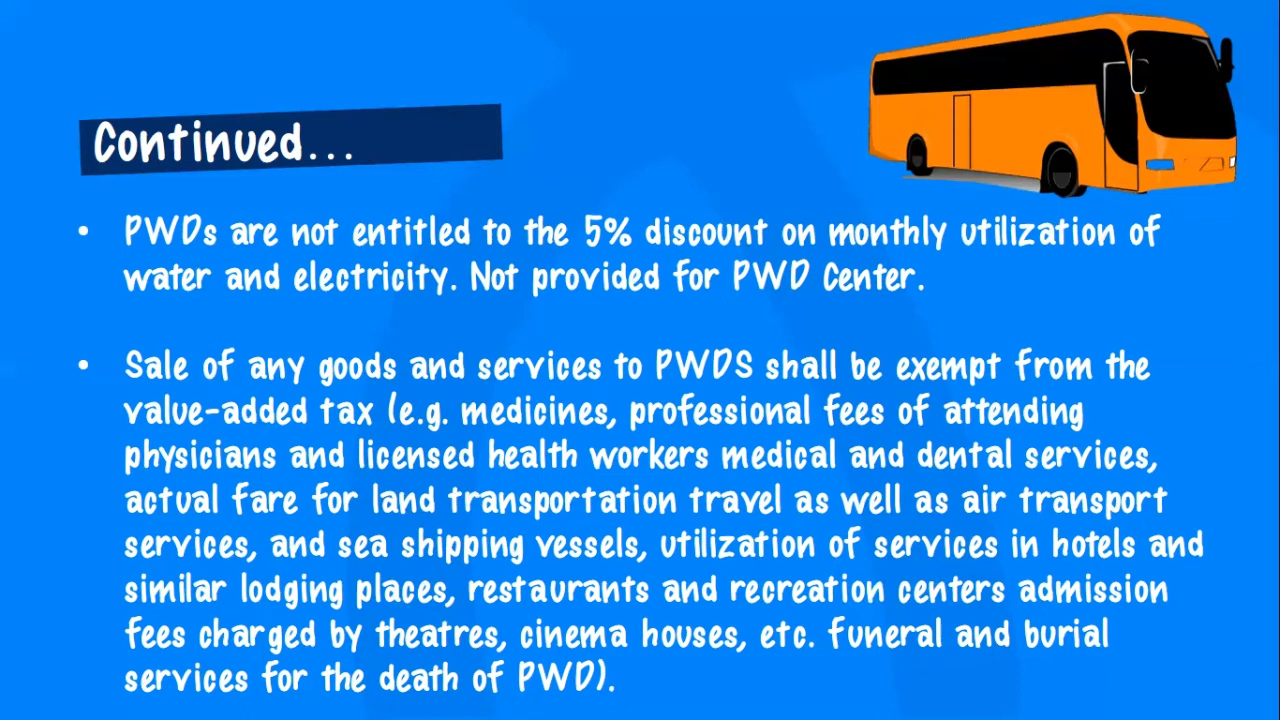 Continued...
• PWDs are not entitled to the 5% discount on monthly utilization of
water and electricity. Not provided for PWD Center.
• Sale of any goods and services to PWDS shall be exempt from the
value-added tax (e.g. medicines, professional fees of attending
physicians and licensed health workers medical and dental services,
actual fare for land transportation travel as well as air transport
services, and sea shipping vessels, utilization of services in hotels and
similar lodging places, restaurants and recreation centers admission
fees charged by theatres, cinema houses, etc. Funeral and burial
services for the death of PWD).